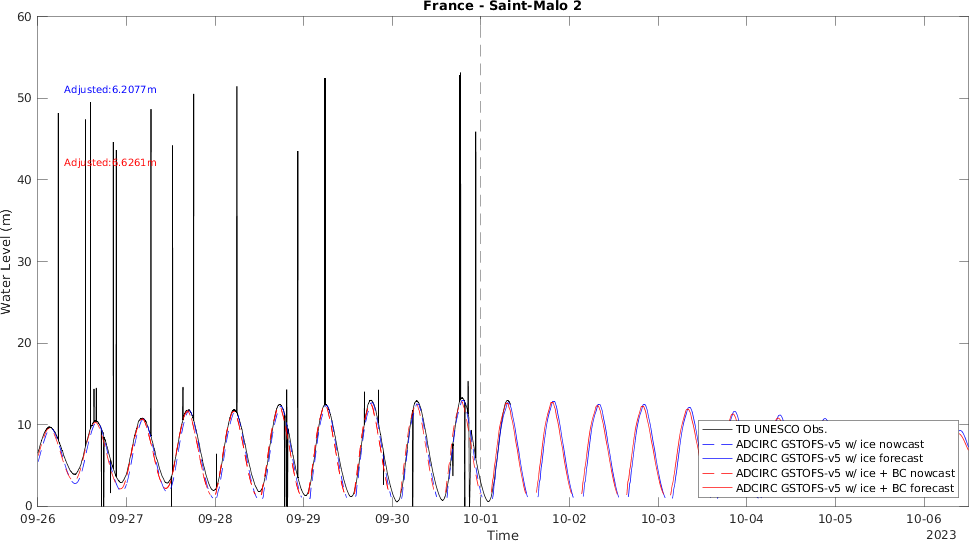 France - Saint-Malo 2
60
50
40
30
20
10
0
Water Level (m)
Adjusted:6.2077m
Adjusted:6.6261m
TD UNESCO Obs.
ADCIRC GSTOFS-v5 w/ ice nowcast
ADCIRC GSTOFS-v5 w/ ice forecast
ADCIRC GSTOFS-v5 w/ ice + BC nowcast
ADCIRC GSTOFS-v5 w/ ice + BC forecast
09-26 09-27 09-28 09-29 09-30 10-01 10-02 10-03 10-04 10-05 10-06
Time
2023